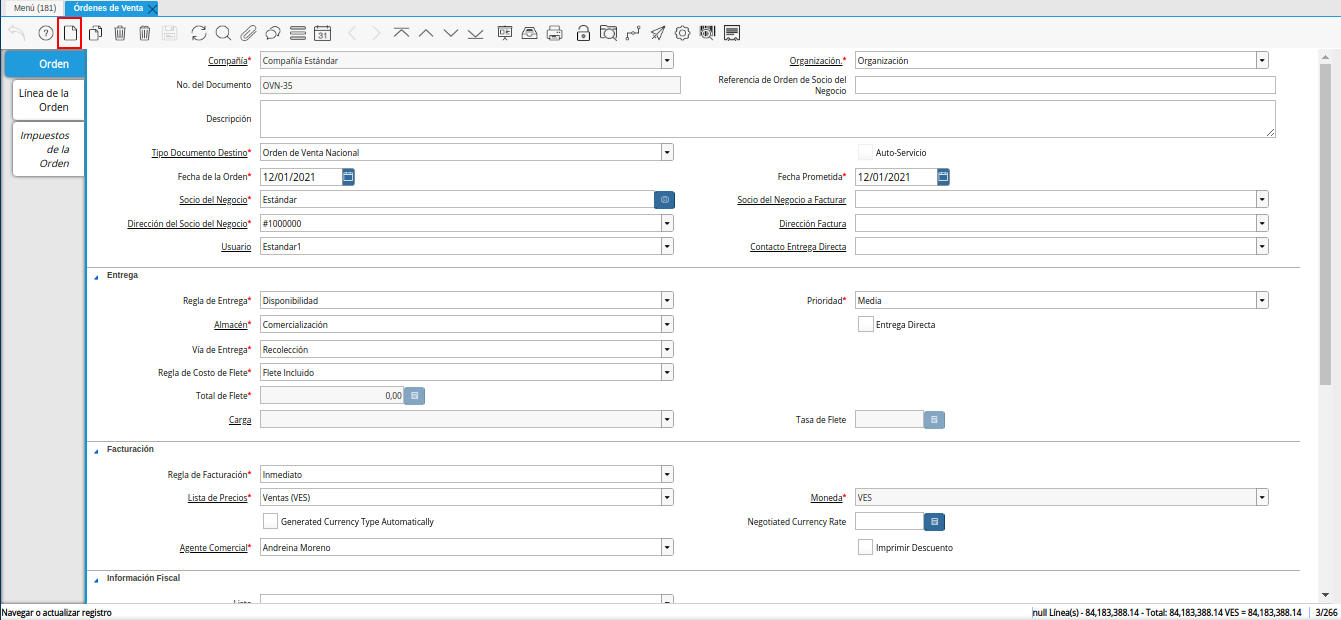 Menú (181)
Órdenes de Venta
31
Orden
Línea de la
Orden
Impuestos
de la
Orden
Compañía* Compañía Estándar
Organización.* Organización
No. del Documento OVN-35
Referencia de Orden de Socio del
Negocio
Descripción
Tipo Documento Destino* Orden de Venta Nacional
Auto-Servicio
Fecha de la Orden* 12/01/2021
Fecha Prometida* 12/01/2021
Socio del Negocio* Estándar
Socio del Negocio a Facturar
Dirección del Socio del Negocio* #1000000
Dirección Factura
Usuario Estandar1
Contacto Entrega Directa
Entrega
Regla de Entrega* Disponibilidad
Prioridad* Media
Almacén* Comercialización
Entrega Directa
Vía de Entrega* Recolección
Regla de Costo de Flete* Flete Incluido
Total de Flete* 0,00
Carga
Tasa de Flete
Facturación
Regla de Facturación* Inmediato
Lista de Precios* Ventas (VES)
Moneda* VES
Generated Currency Type Automatically
Negotiated Currency Rate
Agente Comercial* Andreina Moreno
Imprimir Descuento
Información Fiscal
Navegar o actualizar registro
null Línea(s) - 84,183,388.14 - Total: 84,183,388.14 VES = 84,183,388.14
3/266